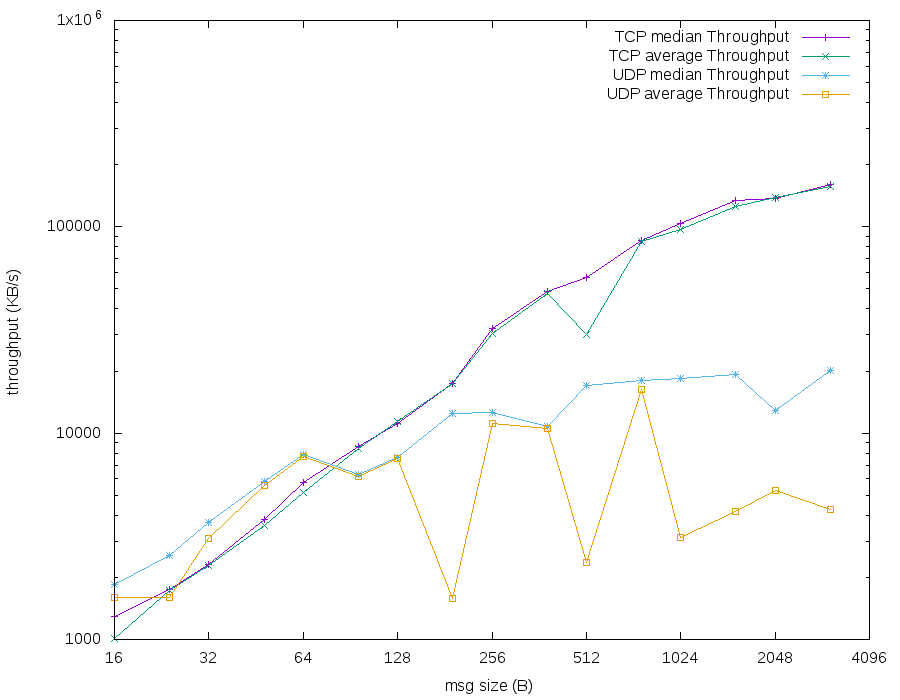 1x10^6
100000
10000
1000
throughput (KB/s)
TCP median Throughput
TCP average Throughput
UDP median Throughput
UDP average Throughput
16 32 64 128 256 512 1024 2048 4096
msg size (B)